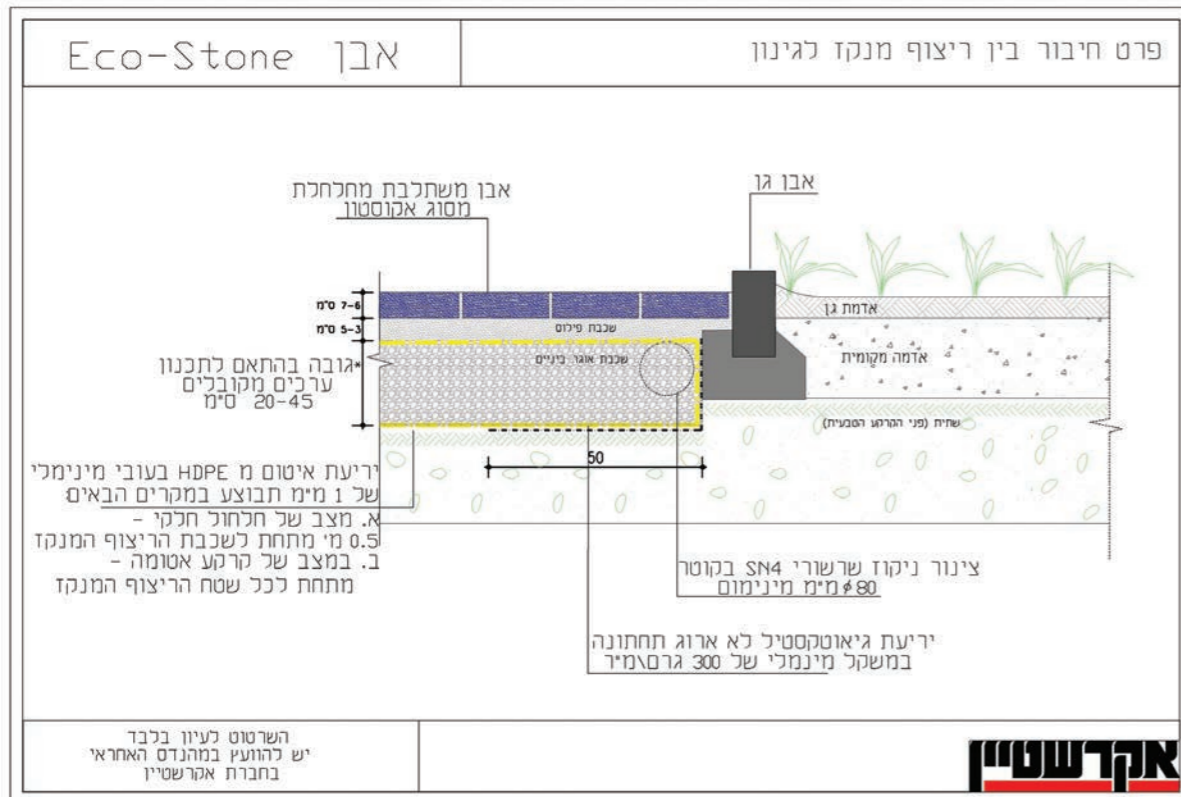 פרט חיבור בין ריצוף מנקז לגינון
אבן Eco-Stone
אבן גן
אבן משתלבת מחלחלת
מסוג אקוסטון
7-6 ס"מ
5-3 ס"מ
שכבת פילוס
שכבת אוגר ביניים
אדמת גן
אדמה מקומית
שתית (פני הקרקע הטבעית)
*גובה בהתאם לתכנון
ערכים מקובלים
20-45 ס"מ
50
יריעת איטום מ HDPE בעובי מינימלי
של 1 מ"מ תבוצע במקרים הבאים:
א. מצב של חלחול חלקי -
0.5 מ' מתחת לשכבת הריצוף המנקז
ב. במצב של קרקע אטומה -
מתחת לכל שטח הריצוף המנקז
צינור ניקוז שרשורי SN4 בקוטר
80ø מ"מ מינימום
יריעת גיאוטקסטיל לא ארוג תחתונה
במשקל מינמלי של 300 גרם\מ"ר
השרטוט לעיון בלבד
יש להוועץ במהנדס האחראי
בחברת אקרשטיין
אקרשטיין